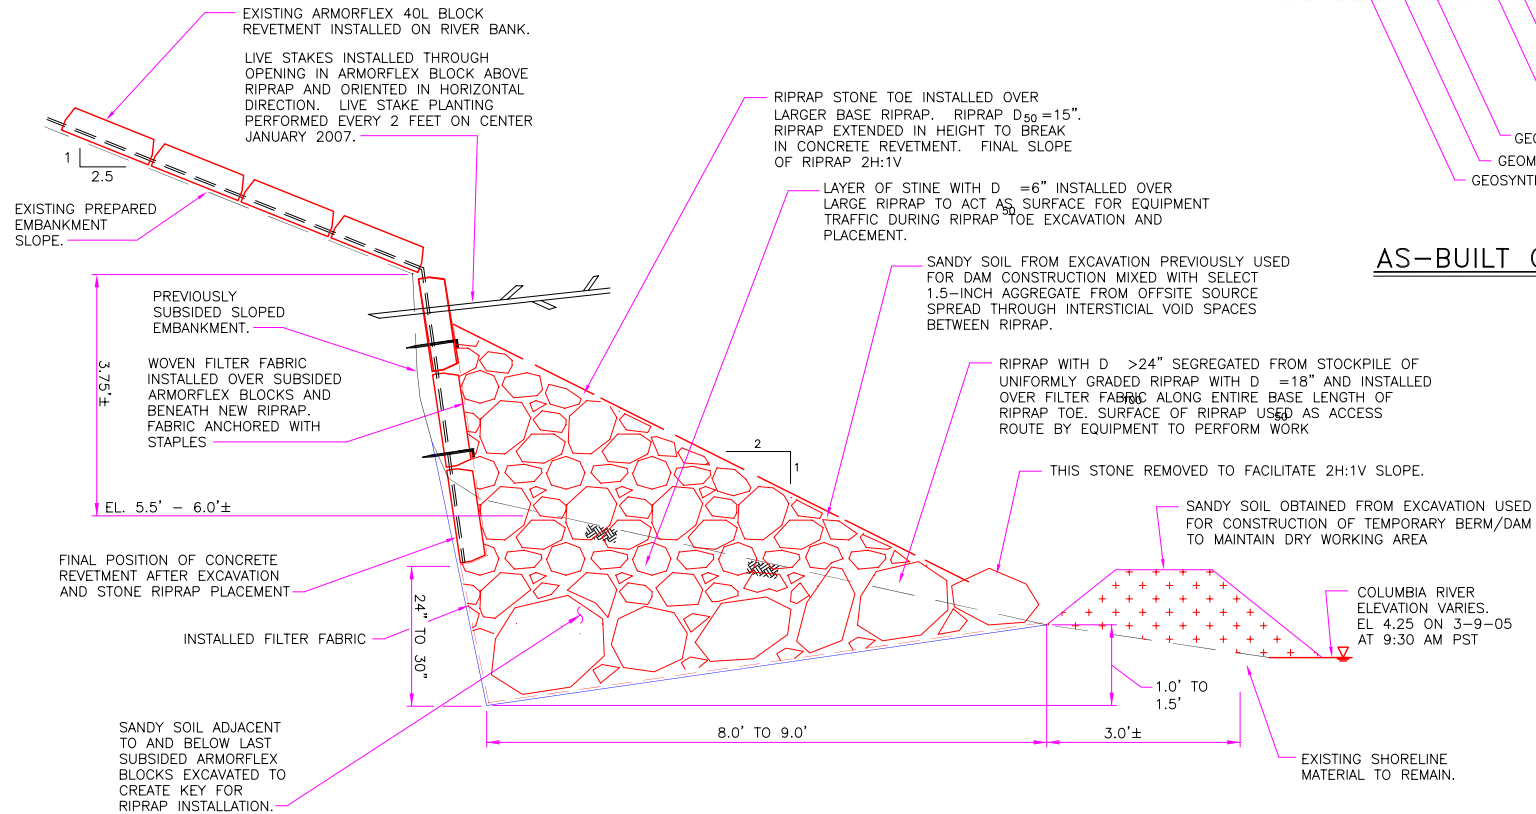 EXISTING ARMORFLEX 40L BLOCK
REVETMENT INSTALLED ON RIVER BANK.
LIVE STAKES INSTALLED THROUGH
OPENING IN ARMORFLEX BLOCK ABOVE
RIPRAP AND ORIENTED IN HORIZONTAL
DIRECTION. LIVE STAKE PLANTING
PERFORMED EVERY 2 FEET ON CENTER
JANUARY 2007.
1
2.5
EXISTING PREPARED
EMBANKMENT
SLOPE.
RIPRAP STONE TOE INSTALLED OVER
LARGER BASE RIPRAP. RIPRAP D50 =15".
RIPRAP EXTENDED IN HEIGHT TO BREAK
IN CONCRETE REVETMENT. FINAL SLOPE
OF RIPRAP 2H:1V
LAYER OF STINE WITH D =6" INSTALLED OVER
LARGE RIPRAP TO ACT AS SURFACE FOR EQUIPMENT
50
TRAFFIC DURING RIPRAP TOE EXCAVATION AND
PLACEMENT.
SANDY SOIL FROM EXCAVATION PREVIOUSLY USED
FOR DAM CONSTRUCTION MIXED WITH SELECT
1.5-INCH AGGREGATE FROM OFFSITE SOURCE
SPREAD THROUGH INTERSTICIAL VOID SPACES
BETWEEN RIPRAP.
RIPRAP WITH D >24" SEGREGATED FROM STOCKPILE OF
UNIFORMLY GRADED RIPRAP WITH D =18" AND INSTALLED
OVER FILTER FABRIC ALONG ENTIRE BASE LENGTH OF
100
RIPRAP TOE. SURFACE OF RIPRAP USED AS ACCESS
50
ROUTE BY EQUIPMENT TO PERFORM WORK
THIS STONE REMOVED TO FACILITATE 2H:1V SLOPE.
SANDY SOIL OBTAINED FROM EXCAVATION USED
FOR CONSTRUCTION OF TEMPORARY BERM/DAM
TO MAINTAIN DRY WORKING AREA
COLUMBIA RIVER
ELEVATION VARIES.
EL 4.25 ON 3-9-05
AT 9:30 AM PST
GEO
GEOM
GEOSYNT
AS-BUILT
PREVIOUSLY
SUBSIDED SLOPED
EMBANKMENT.
3.75'±
WOVEN FILTER FABRIC
INSTALLED OVER SUBSIDED
ARMORFLEX BLOCKS AND
BENEATH NEW RIPRAP.
FABRIC ANCHORED WITH
STAPLES
2
1
EL. 5.5' - 6.0'±
FINAL POSITION OF CONCRETE
REVETMENT AFTER EXCAVATION
AND STONE RIPRAP PLACEMENT
24" TO 30"
INSTALLED FILTER FABRIC
SANDY SOIL ADJACENT
TO AND BELOW LAST
SUBSIDED ARMORFLEX
BLOCKS EXCAVATED TO
CREATE KEY FOR
RIPRAP INSTALLATION.
8.0' TO 9.0'
3.0'±
1.0' TO
1.5'
EXISTING SHORELINE
MATERIAL TO REMAIN.